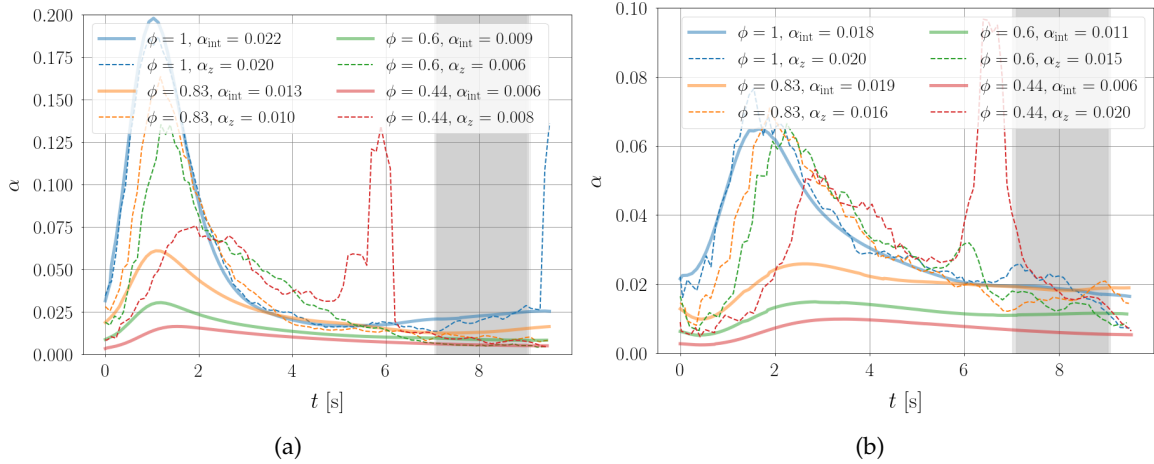 0.200
0.175
0.150
0.125
0.100
0.075
0.050
0.025
0.000
α
ϕ = 1, α_int = 0.022
ϕ = 1, α_z = 0.020
ϕ = 0.83, α_int = 0.013
ϕ = 0.83, α_z = 0.010
ϕ = 0.6, α_int = 0.009
ϕ = 0.6, α_z = 0.006
ϕ = 0.44, α_int = 0.006
ϕ = 0.44, α_z = 0.008
0 2 4 6 8
t [s]
(a)
0.10
0.08
0.06
0.04
0.02
0.00
α
ϕ = 1, α_int = 0.018
ϕ = 1, α_z = 0.020
ϕ = 0.83, α_int = 0.019
ϕ = 0.83, α_z = 0.016
ϕ = 0.6, α_int = 0.011
ϕ = 0.6, α_z = 0.015
ϕ = 0.44, α_int = 0.006
ϕ = 0.44, α_z = 0.020
0 2 4 6 8
t [s]
(b)